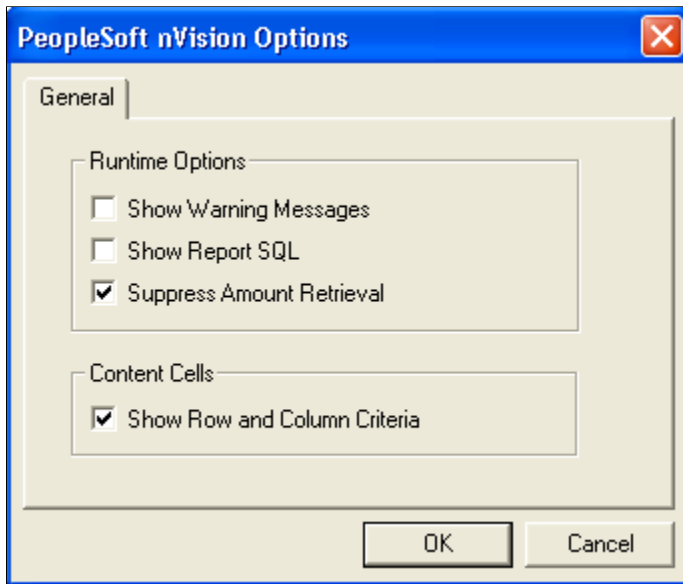 PeopleSoft nVision Options
General
Runtime Options
Show Warning Messages
Show Report SQL
Suppress Amount Retrieval
Content Cells
Show Row and Column Criteria
OK
Cancel